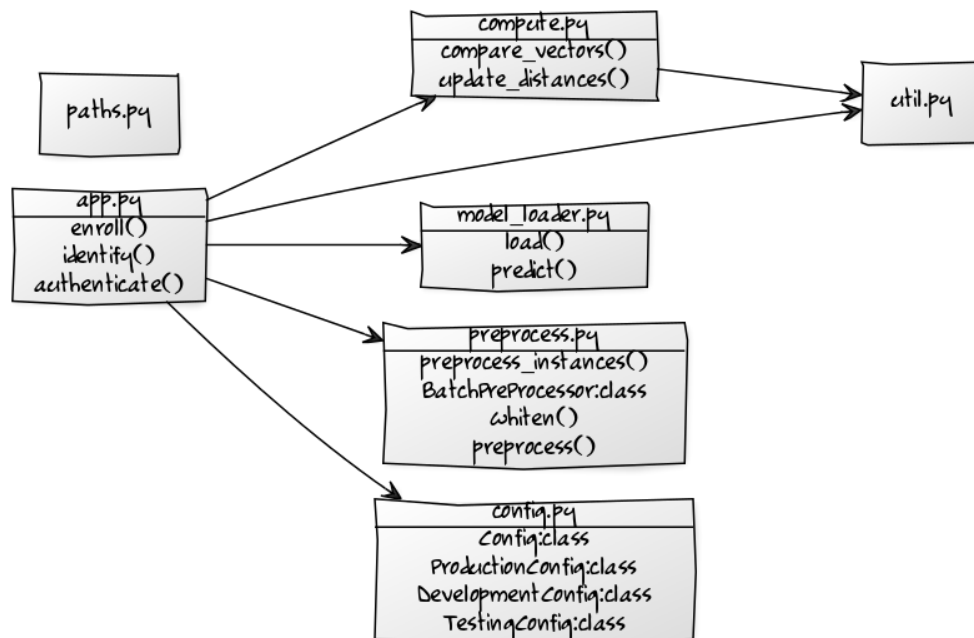 compute.py
compare_vectors()
update_distances()
paths.py
util.py
app.py
enroll()
identify()
authenticate()
model_loader.py
load()
predict()
preprocess.py
preprocess_instances()
BatchPreProcessor:class
whiten()
preprocess()
config.py
Config:class
ProductionConfig:class
DevelopmentConfig:class
TestingConfig:class